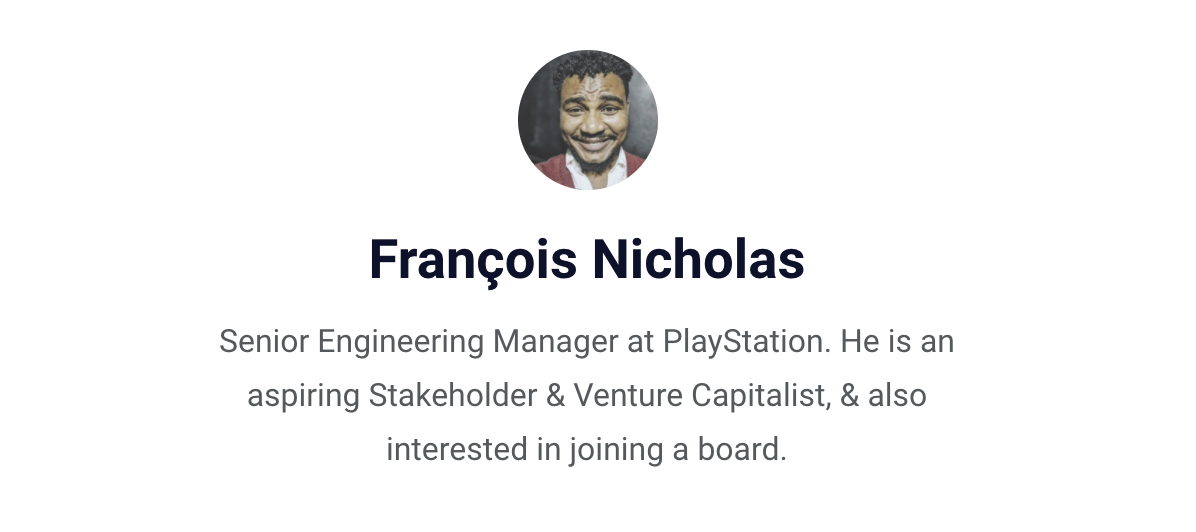 François Nicholas
Senior Engineering Manager at PlayStation. He is an
aspiring Stakeholder & Venture Capitalist, & also
interested in joining a board.